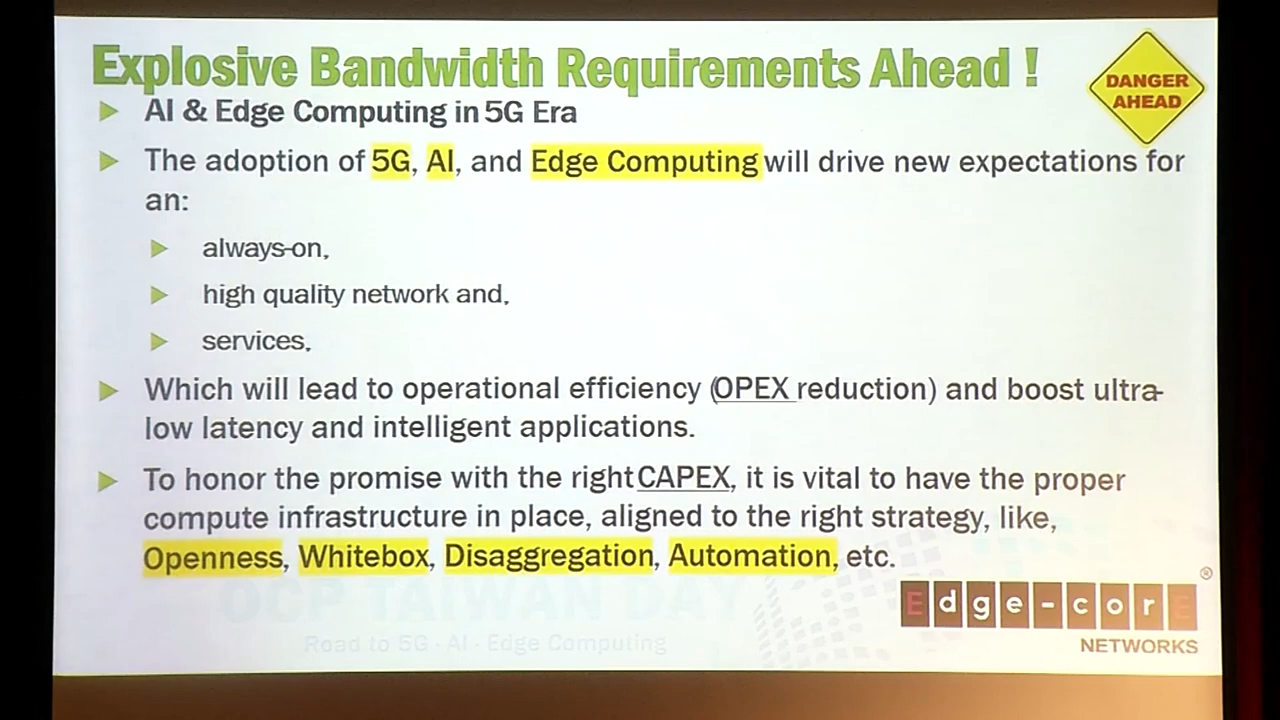 Explosive Bandwidth Requirements Ahead !
DANGER
AHEAD
AI & Edge Computing in 5G Era
The adoption of 5G, AI, and Edge Computing will drive new expectations for
an:
always-on,
high quality network and,
services,
Which will lead to operational efficiency (OPEX reduction) and boost ultra-
low latency and intelligent applications.
To honor the promise with the right CAPEX, it is vital to have the proper
compute infrastructure in place, aligned to the right strategy, like,
Openness, Whitebox, Disaggregation, Automation, etc.
OCP TAIWAN DAY
Road to 5G · AI · Edge Computing
Edge-corE ®
NETWORKS